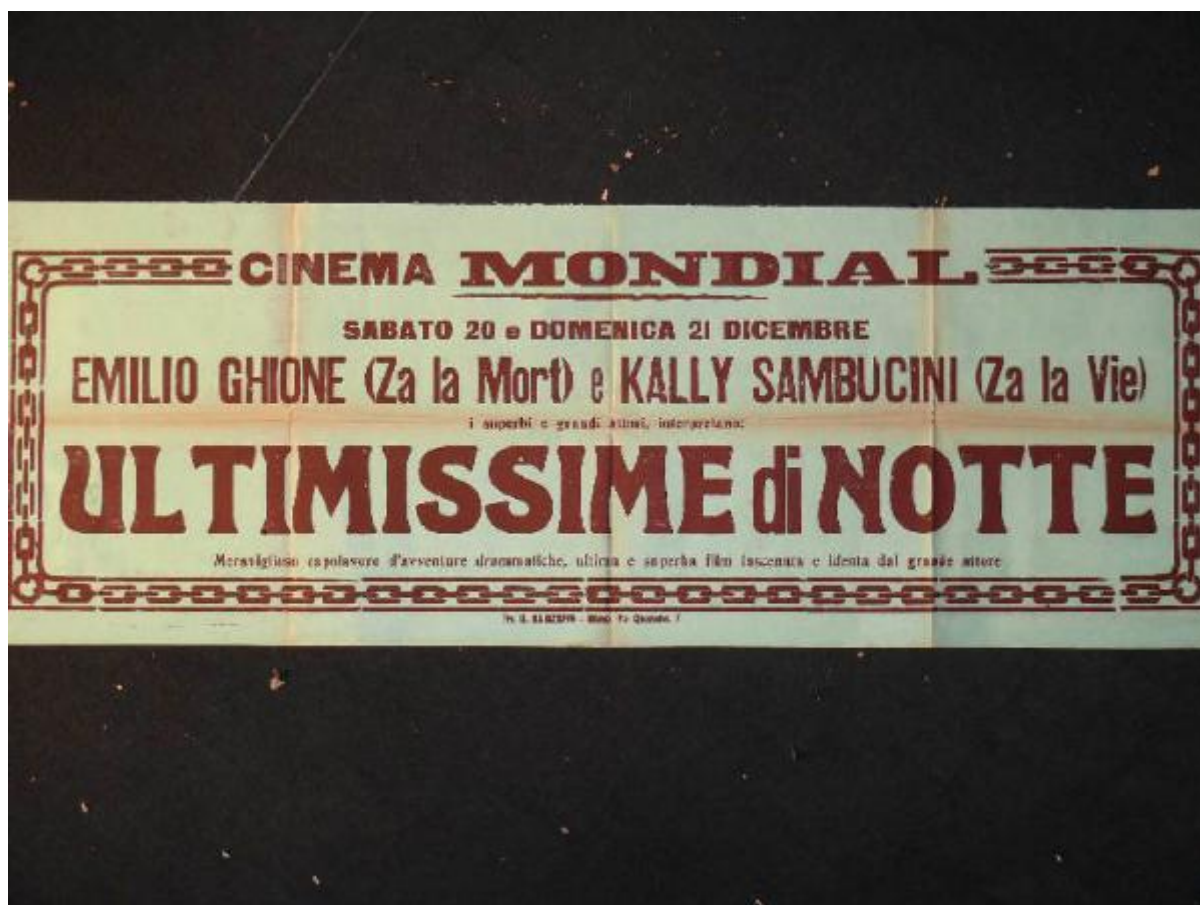 CINEMA MONDIAL
SABATO 20 e DOMENICA 21 DICEMBRE
EMILIO GHIONE (Za la Mort) e KALLY SAMBUCINI (Za la Vie)
i superbi e grandi attori, interpretano:
ULTIMISSIME di NOTTE
Meraviglioso capolavoro d'avventure drammatiche, ultima e superba film inscenata e ideata dal grande attore